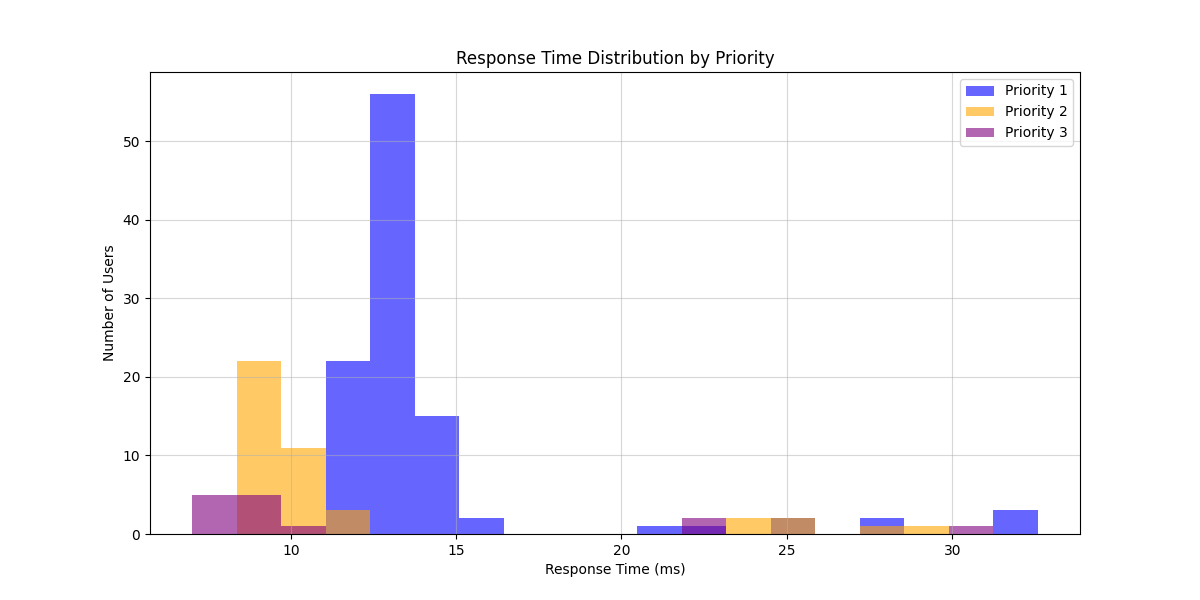 Response Time Distribution by Priority
Priority 1
Priority 2
Priority 3
Number of Users
50
40
30
20
10
0
10
15
20
25
30
Response Time (ms)